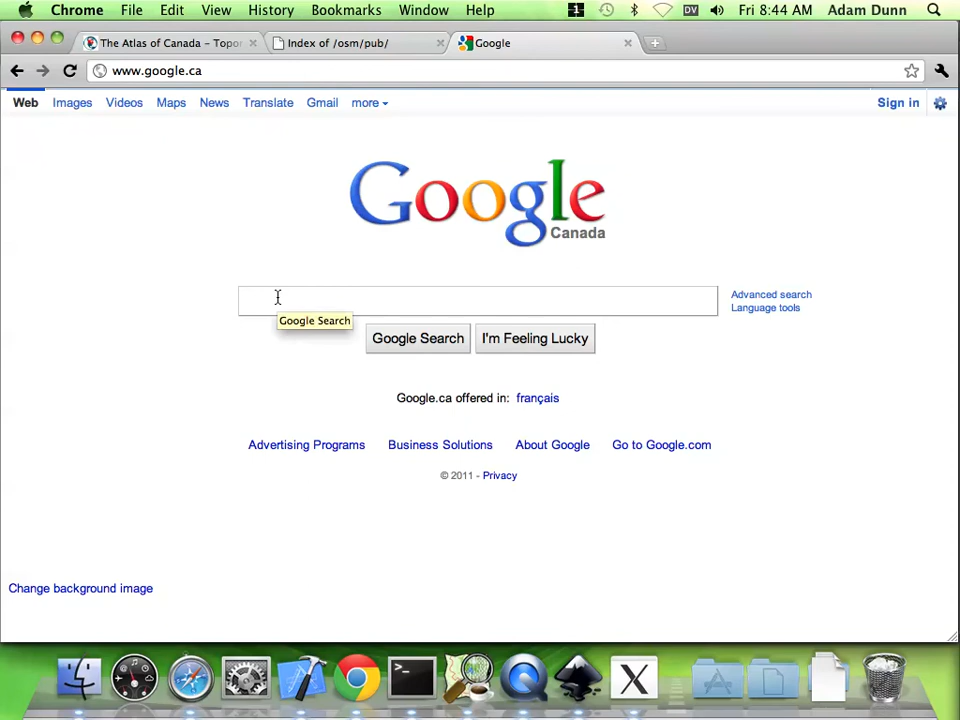 Chrome File Edit View History Bookmarks Window Help 1 DV Fri 8:44 AM Adam Dunn
The Atlas of Canada – Topor Index of /osm/pub/ Google
www.google.ca
Web Images Videos Maps News Translate Gmail more Sign in
Google
Canada
Advanced search
Language tools
Google Search
Google Search I'm Feeling Lucky
Google.ca offered in: français
Advertising Programs Business Solutions About Google Go to Google.com
© 2011 - Privacy
Change background image